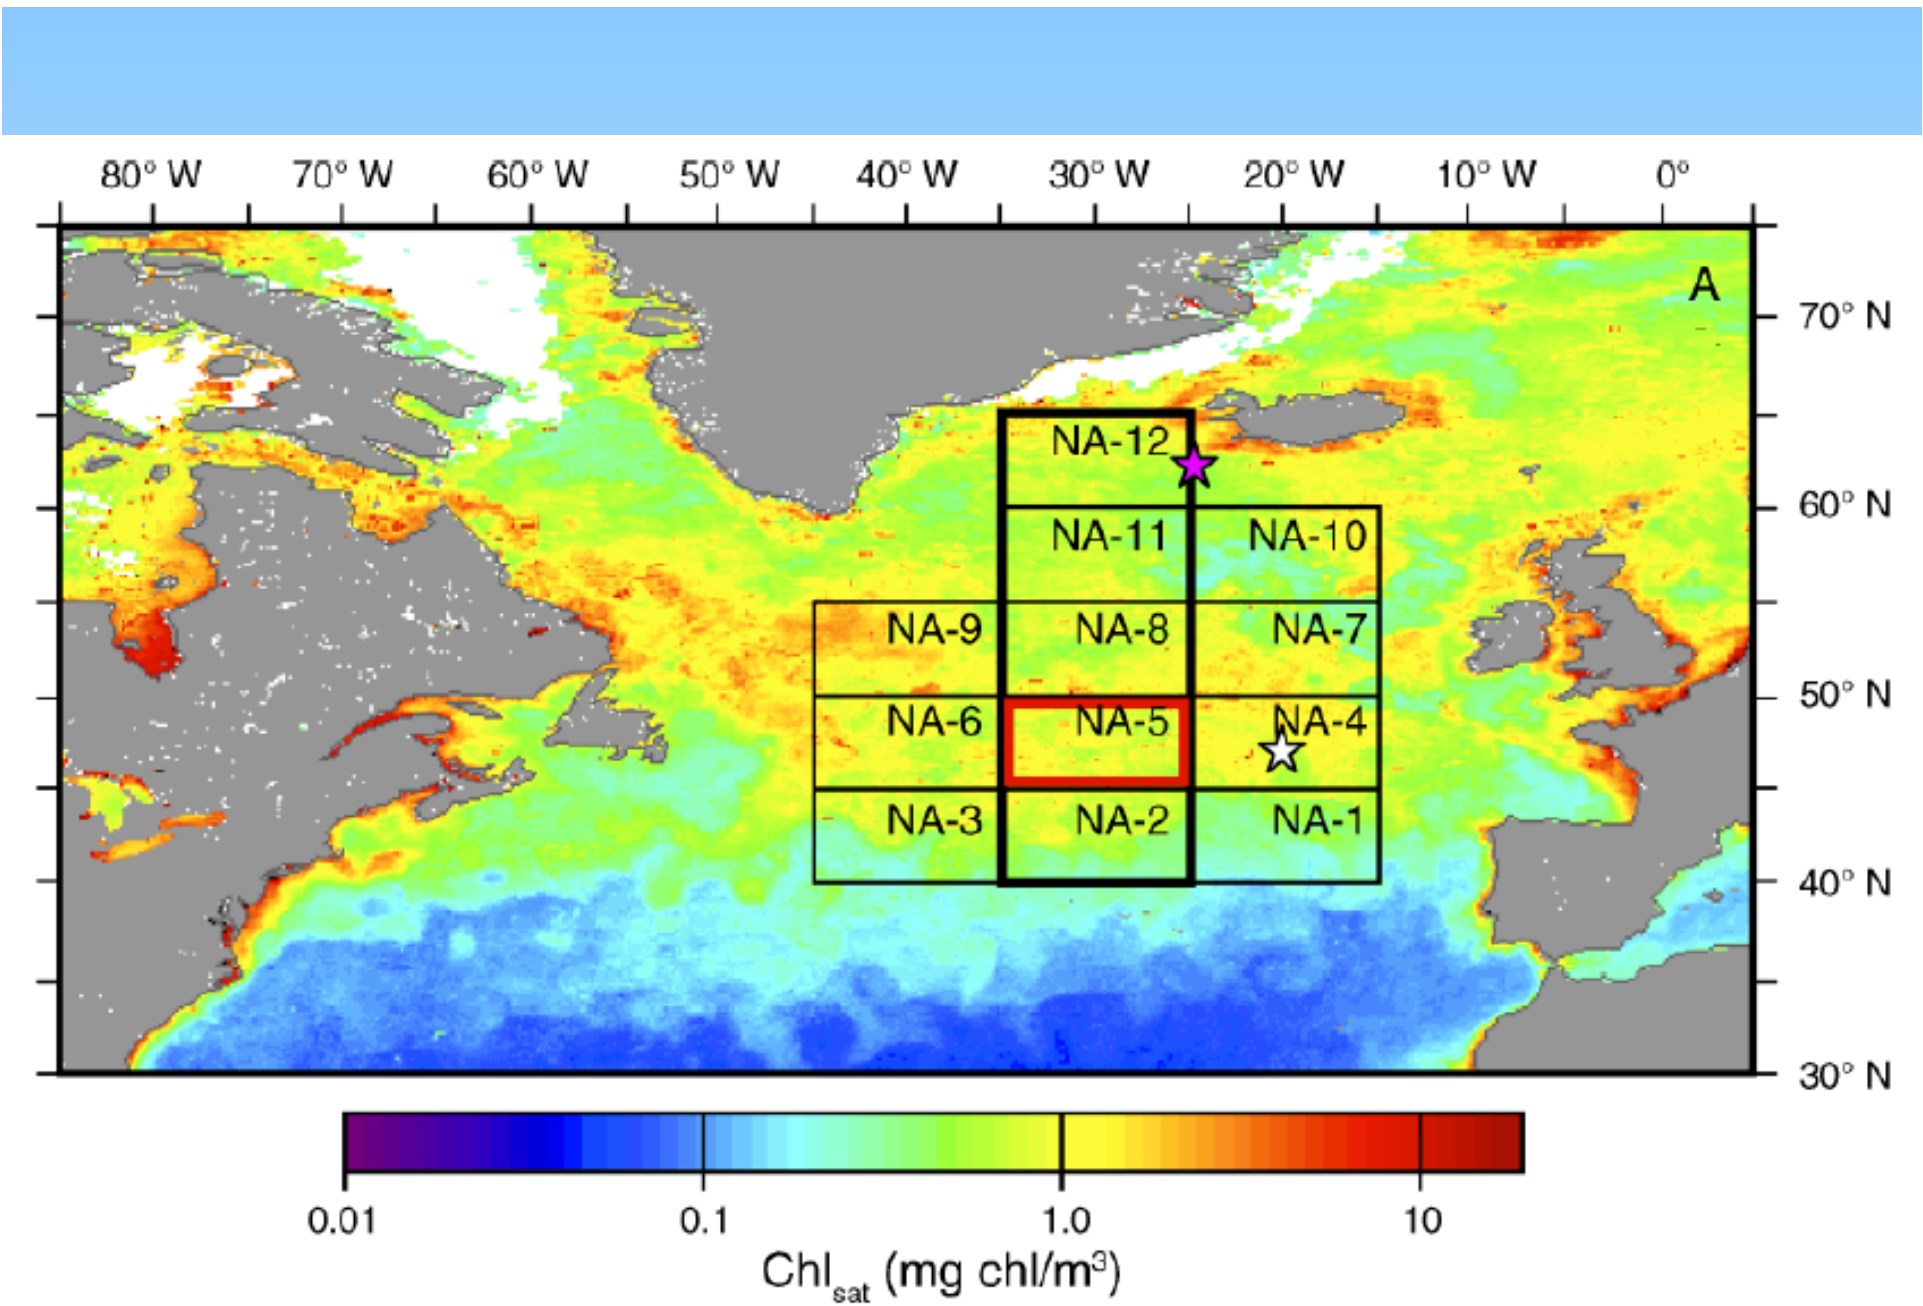 80° W 70° W 60° W 50° W 40° W 30° W 20° W 10° W 0°
A
70° N
NA-12
60° N
NA-11 NA-10
NA-9 NA-8 NA-7
50° N
NA-6 NA-5 NA-4
NA-3 NA-2 NA-1
40° N
30° N
0.01 0.1 1.0 10
Chlsat (mg chl/m³)